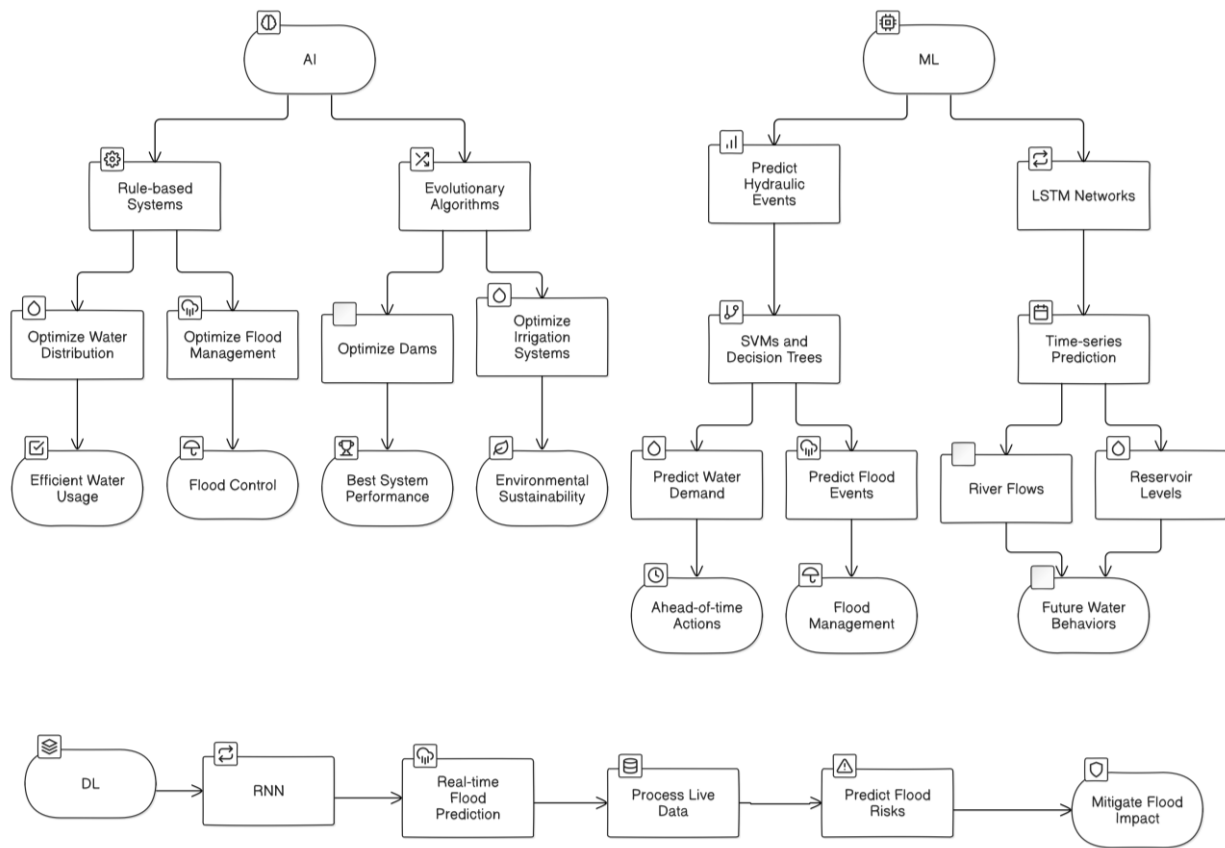 AI
ML
Rule-based
Systems
Evolutionary
Algorithms
Predict
Hydraulic
Events
LSTM Networks
Optimize Water
Distribution
Optimize Flood
Management
Optimize Dams
Optimize
Irrigation
Systems
SVMs and
Decision Trees
Time-series
Prediction
Efficient Water
Usage
Flood Control
Best System
Performance
Environmental
Sustainability
Predict Water
Demand
Predict Flood
Events
River Flows
Reservoir
Levels
Ahead-of-time
Actions
Flood
Management
Future Water
Behaviors
DL
RNN
Real-time
Flood
Prediction
Process Live
Data
Predict Flood
Risks
Mitigate Flood
Impact